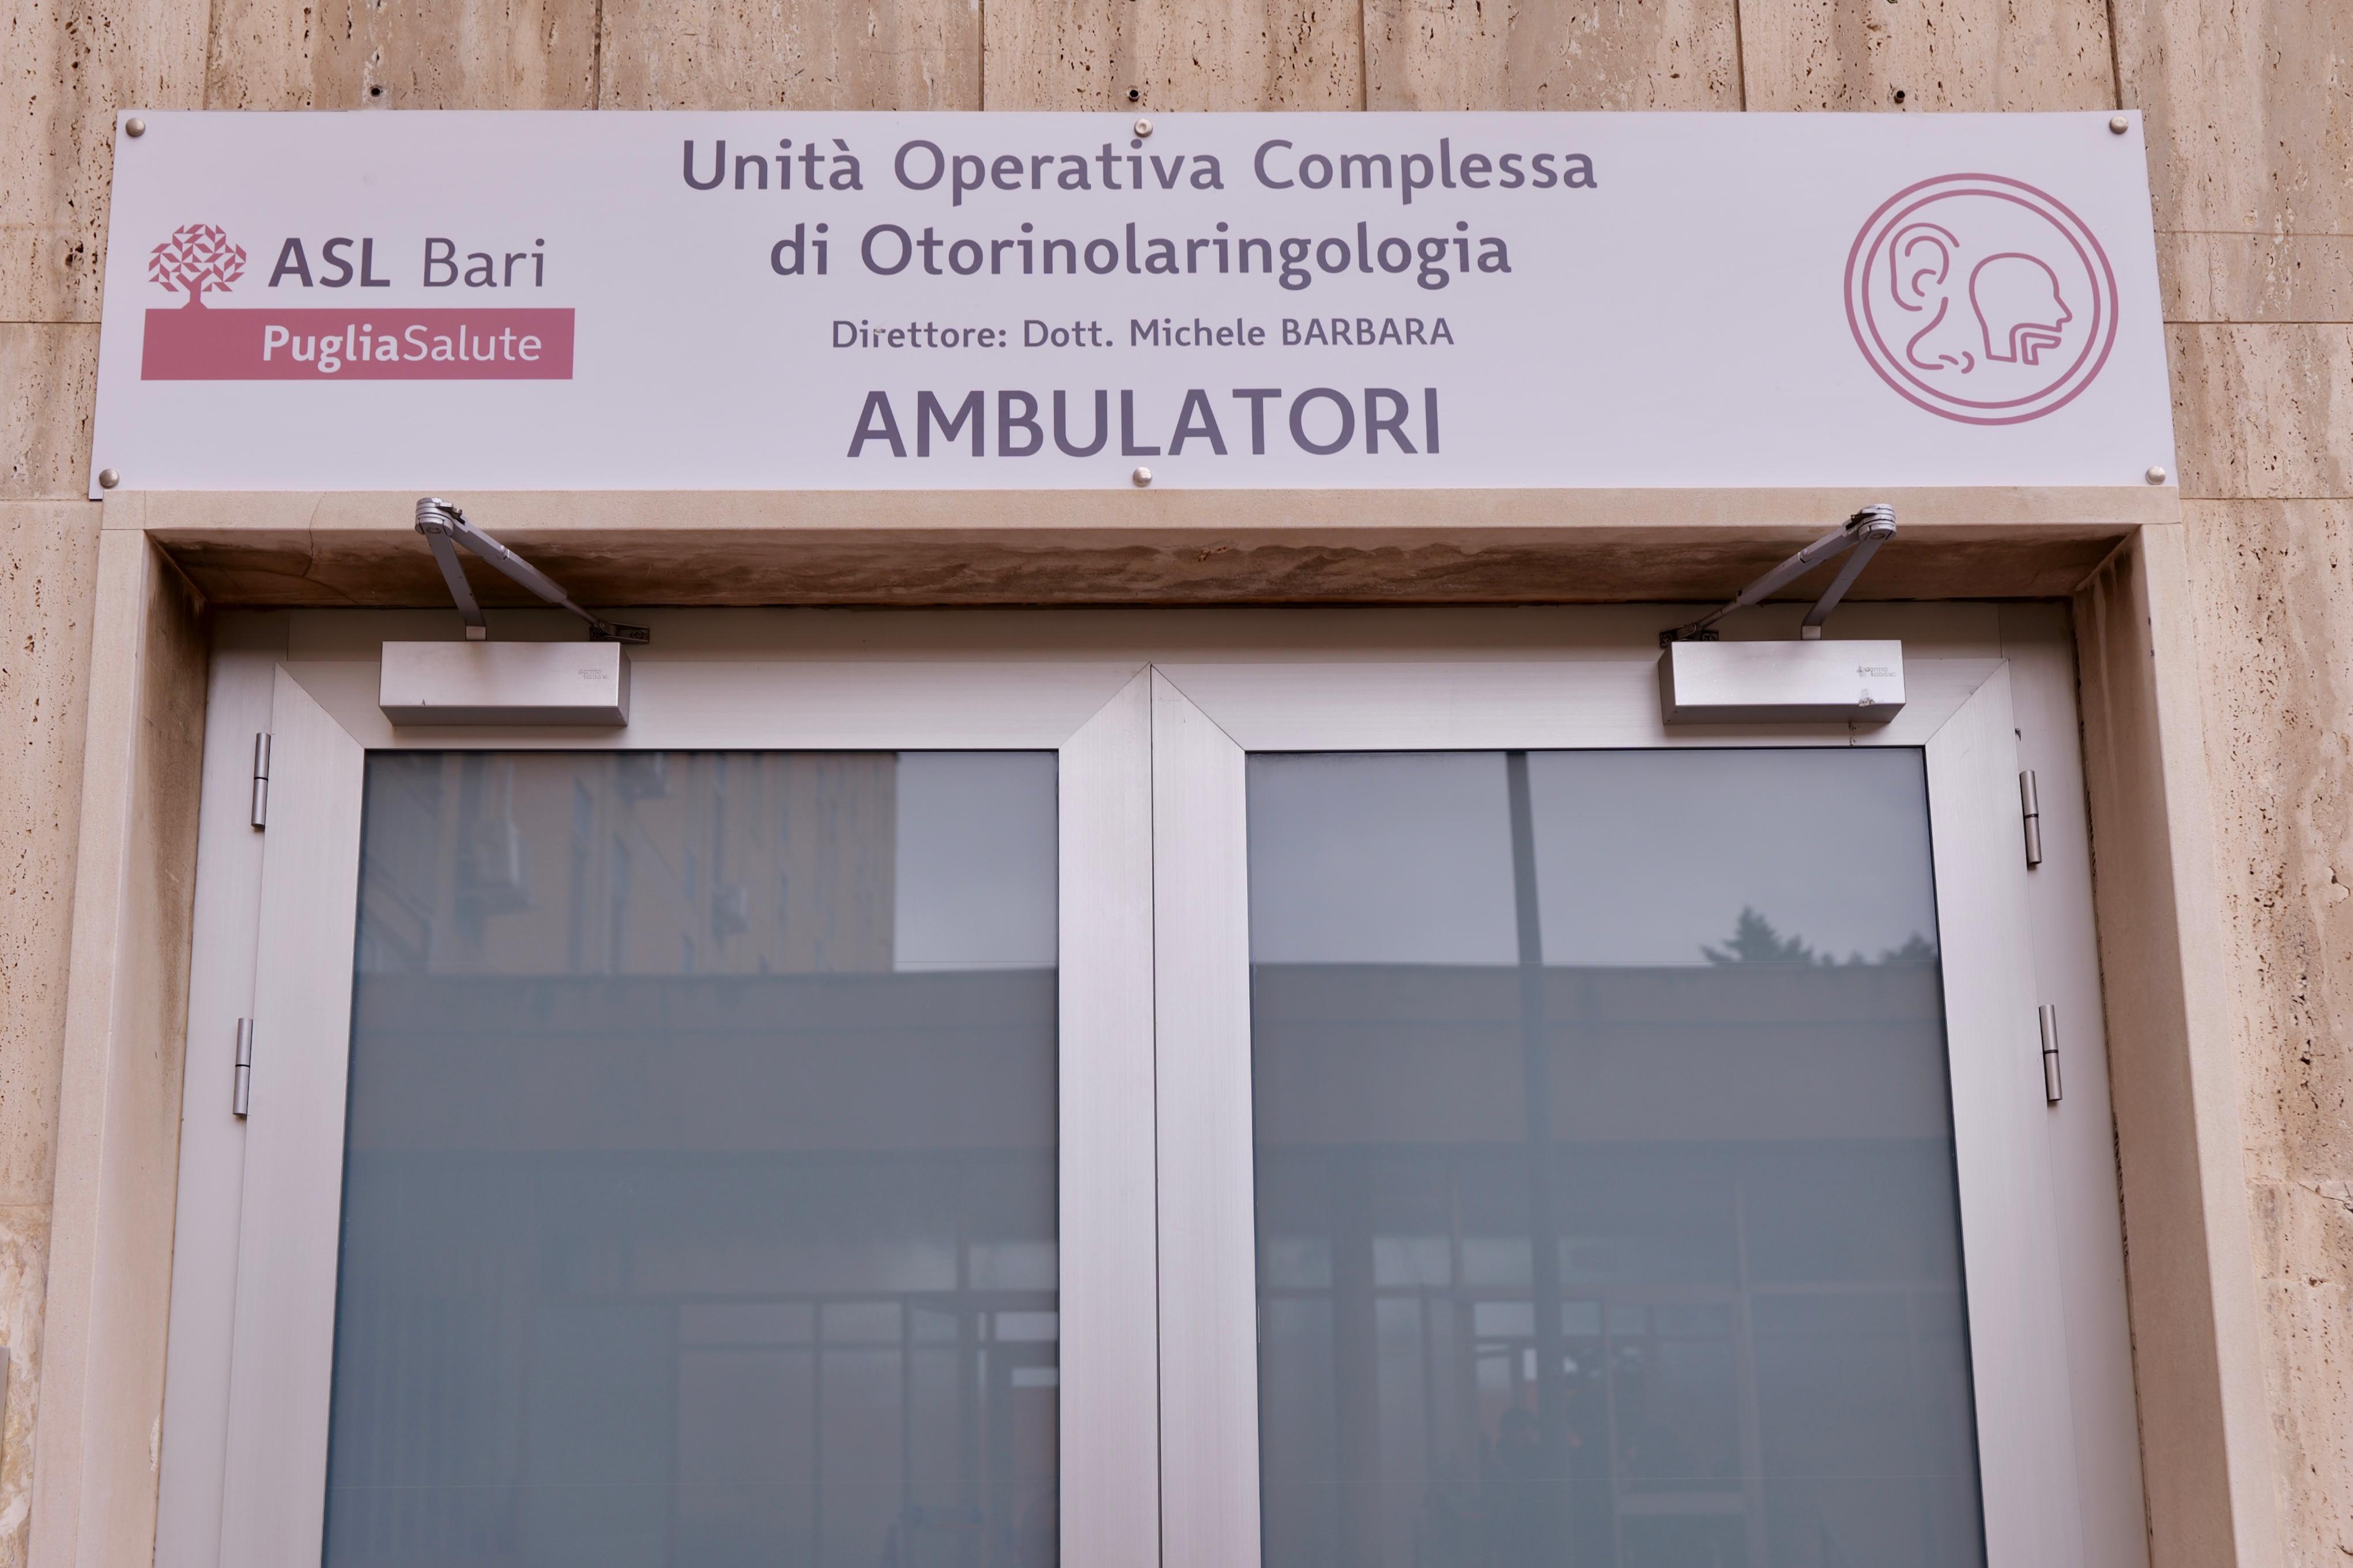 ASL Bari
PugliaSalute
Unità Operativa Complessa
di Otorinolaringologia
Direttore: Dott. Michele BARBARA
AMBULATORI